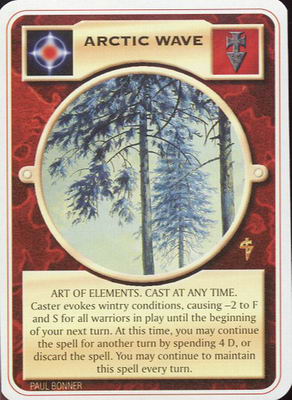 ARCTIC WAVE
ART OF ELEMENTS. CAST AT ANY TIME.
Caster evokes wintry conditions, causing –2 to F
and S for all warriors in play until the beginning
of your next turn. At this time, you may continue
the spell for another turn by spending 4 D, or
discard the spell. You may continue to maintain
this spell every turn.
PAUL BONNER